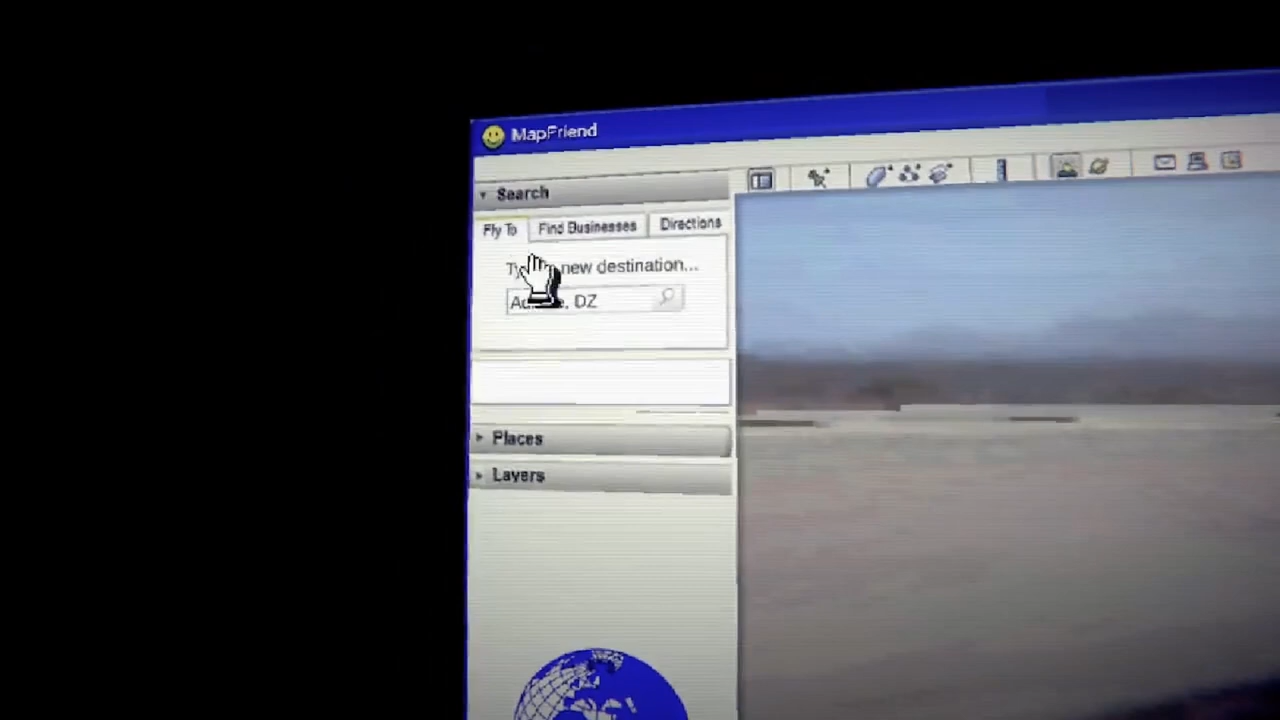 MapFriend
Search
Fly To Find Businesses Directions
new destination...
DZ
Places
Layers